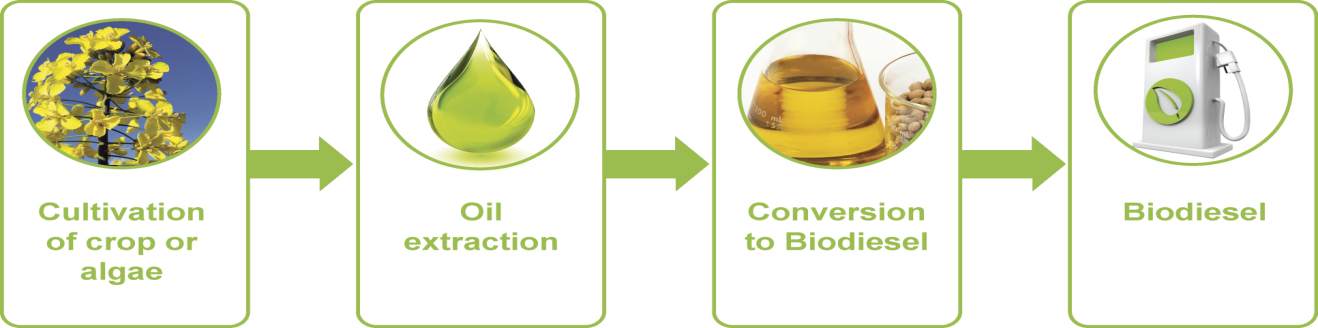 Cultivation
of crop or
algae
Oil
extraction
Conversion
to Biodiesel
Biodiesel